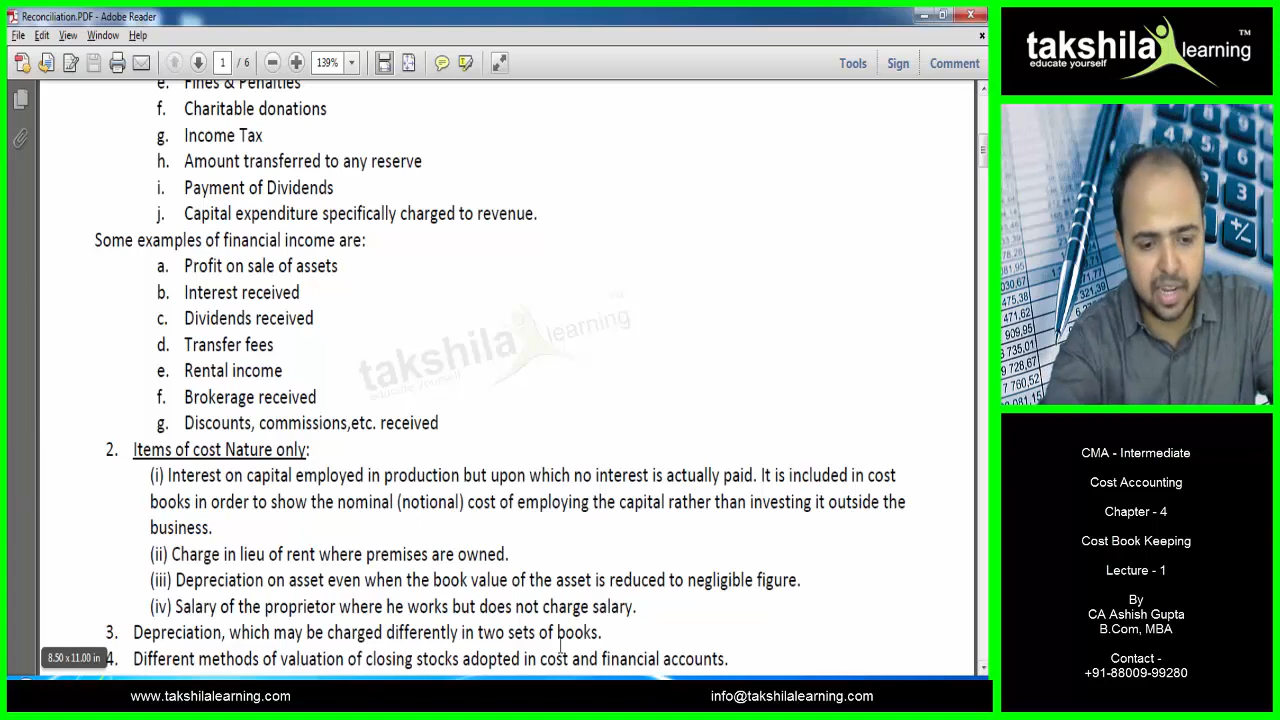 Reconciliation.PDF - Adobe Reader
File Edit View Window Help
1 / 6 139% Tools Sign Comment
e. Fines & Penalties
f. Charitable donations
g. Income Tax
h. Amount transferred to any reserve
i. Payment of Dividends
j. Capital expenditure specifically charged to revenue.
Some examples of financial income are:
a. Profit on sale of assets
b. Interest received
c. Dividends received
d. Transfer fees
e. Rental income
f. Brokerage received
g. Discounts, commissions,etc. received
2. Items of cost Nature only:
(i) Interest on capital employed in production but upon which no interest is actually paid. It is included in cost
books in order to show the nominal (notional) cost of employing the capital rather than investing it outside the
business.
(ii) Charge in lieu of rent where premises are owned.
(iii) Depreciation on asset even when the book value of the asset is reduced to negligible figure.
(iv) Salary of the proprietor where he works but does not charge salary.
3. Depreciation, which may be charged differently in two sets of books.
4. Different methods of valuation of closing stocks adopted in cost and financial accounts.
8.50 x 11.00 in
takshila learning
educate yourself
TM
takshila learning
educate yourself
TM
CMA - Intermediate
Cost Accounting
Chapter - 4
Cost Book Keeping
Lecture - 1
By
CA Ashish Gupta
B.Com, MBA
Contact -
+91-88009-99280
www.takshilalearning.com
info@takshilalearning.com